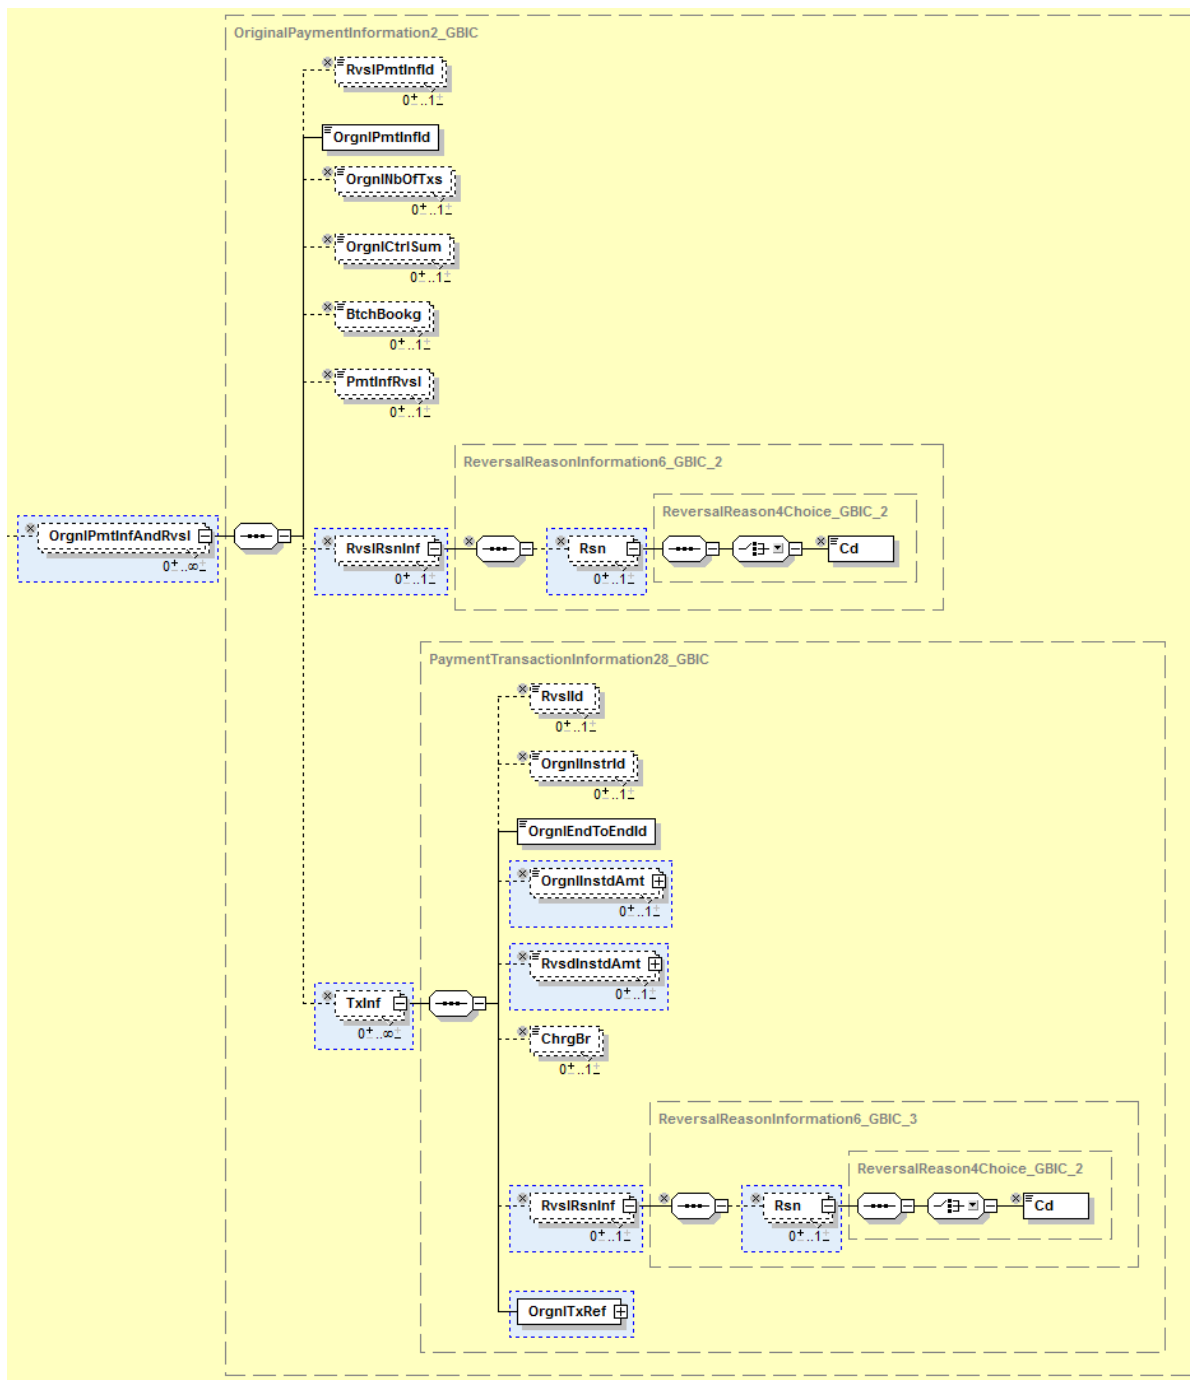 OriginalPaymentInformation2_GBIC
RvslPmtInfId
0±..1±
OrgnlPmtInfId
OrgnlNbOfTxs
0±..1±
OrgnlCtrlSum
0±..1±
BtchBookg
0±..1±
PmtInfRvsl
0±..1±
ReversalReasonInformation6_GBIC_2
ReversalReason4Choice_GBIC_2
OrgnlPmtInfAndRvsl
0±..∞±
RvslRsnInf
0±..1±
Rsn
0±..1±
Cd
PaymentTransactionInformation28_GBIC
RvslId
0±..1±
OrgnlInstrId
0±..1±
OrgnlEndToEndId
OrgnlInstdAmt
0±..1±
RvsdInstdAmt
0±..1±
TxInf
0±..∞±
ChrgBr
0±..1±
ReversalReasonInformation6_GBIC_3
ReversalReason4Choice_GBIC_2
RvslRsnInf
0±..1±
Rsn
0±..1±
Cd
OrgnlTxRef